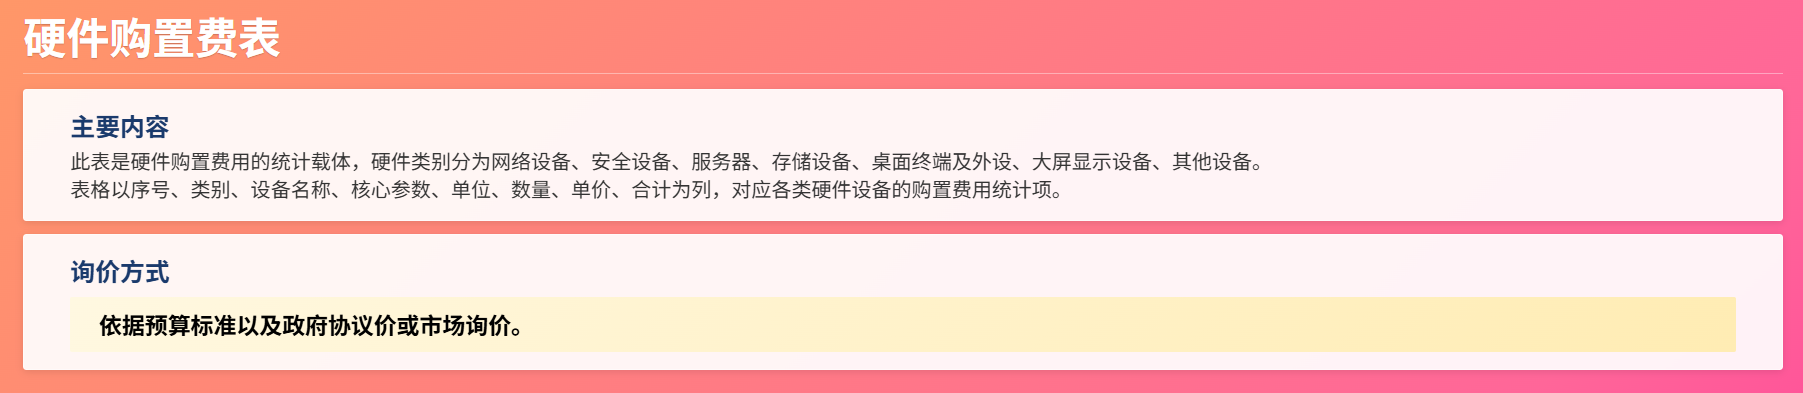 硬件购置费表
主要内容
此表是硬件购置费用的统计载体，硬件类别分为网络设备、安全设备、服务器、存储设备、桌面终端及外设、大屏显示设备、其他设备。
表格以序号、类别、设备名称、核心参数、单位、数量、单价、合计为列，对应各类硬件设备的购置费用统计项。
询价方式
依据预算标准以及政府协议价或市场询价。